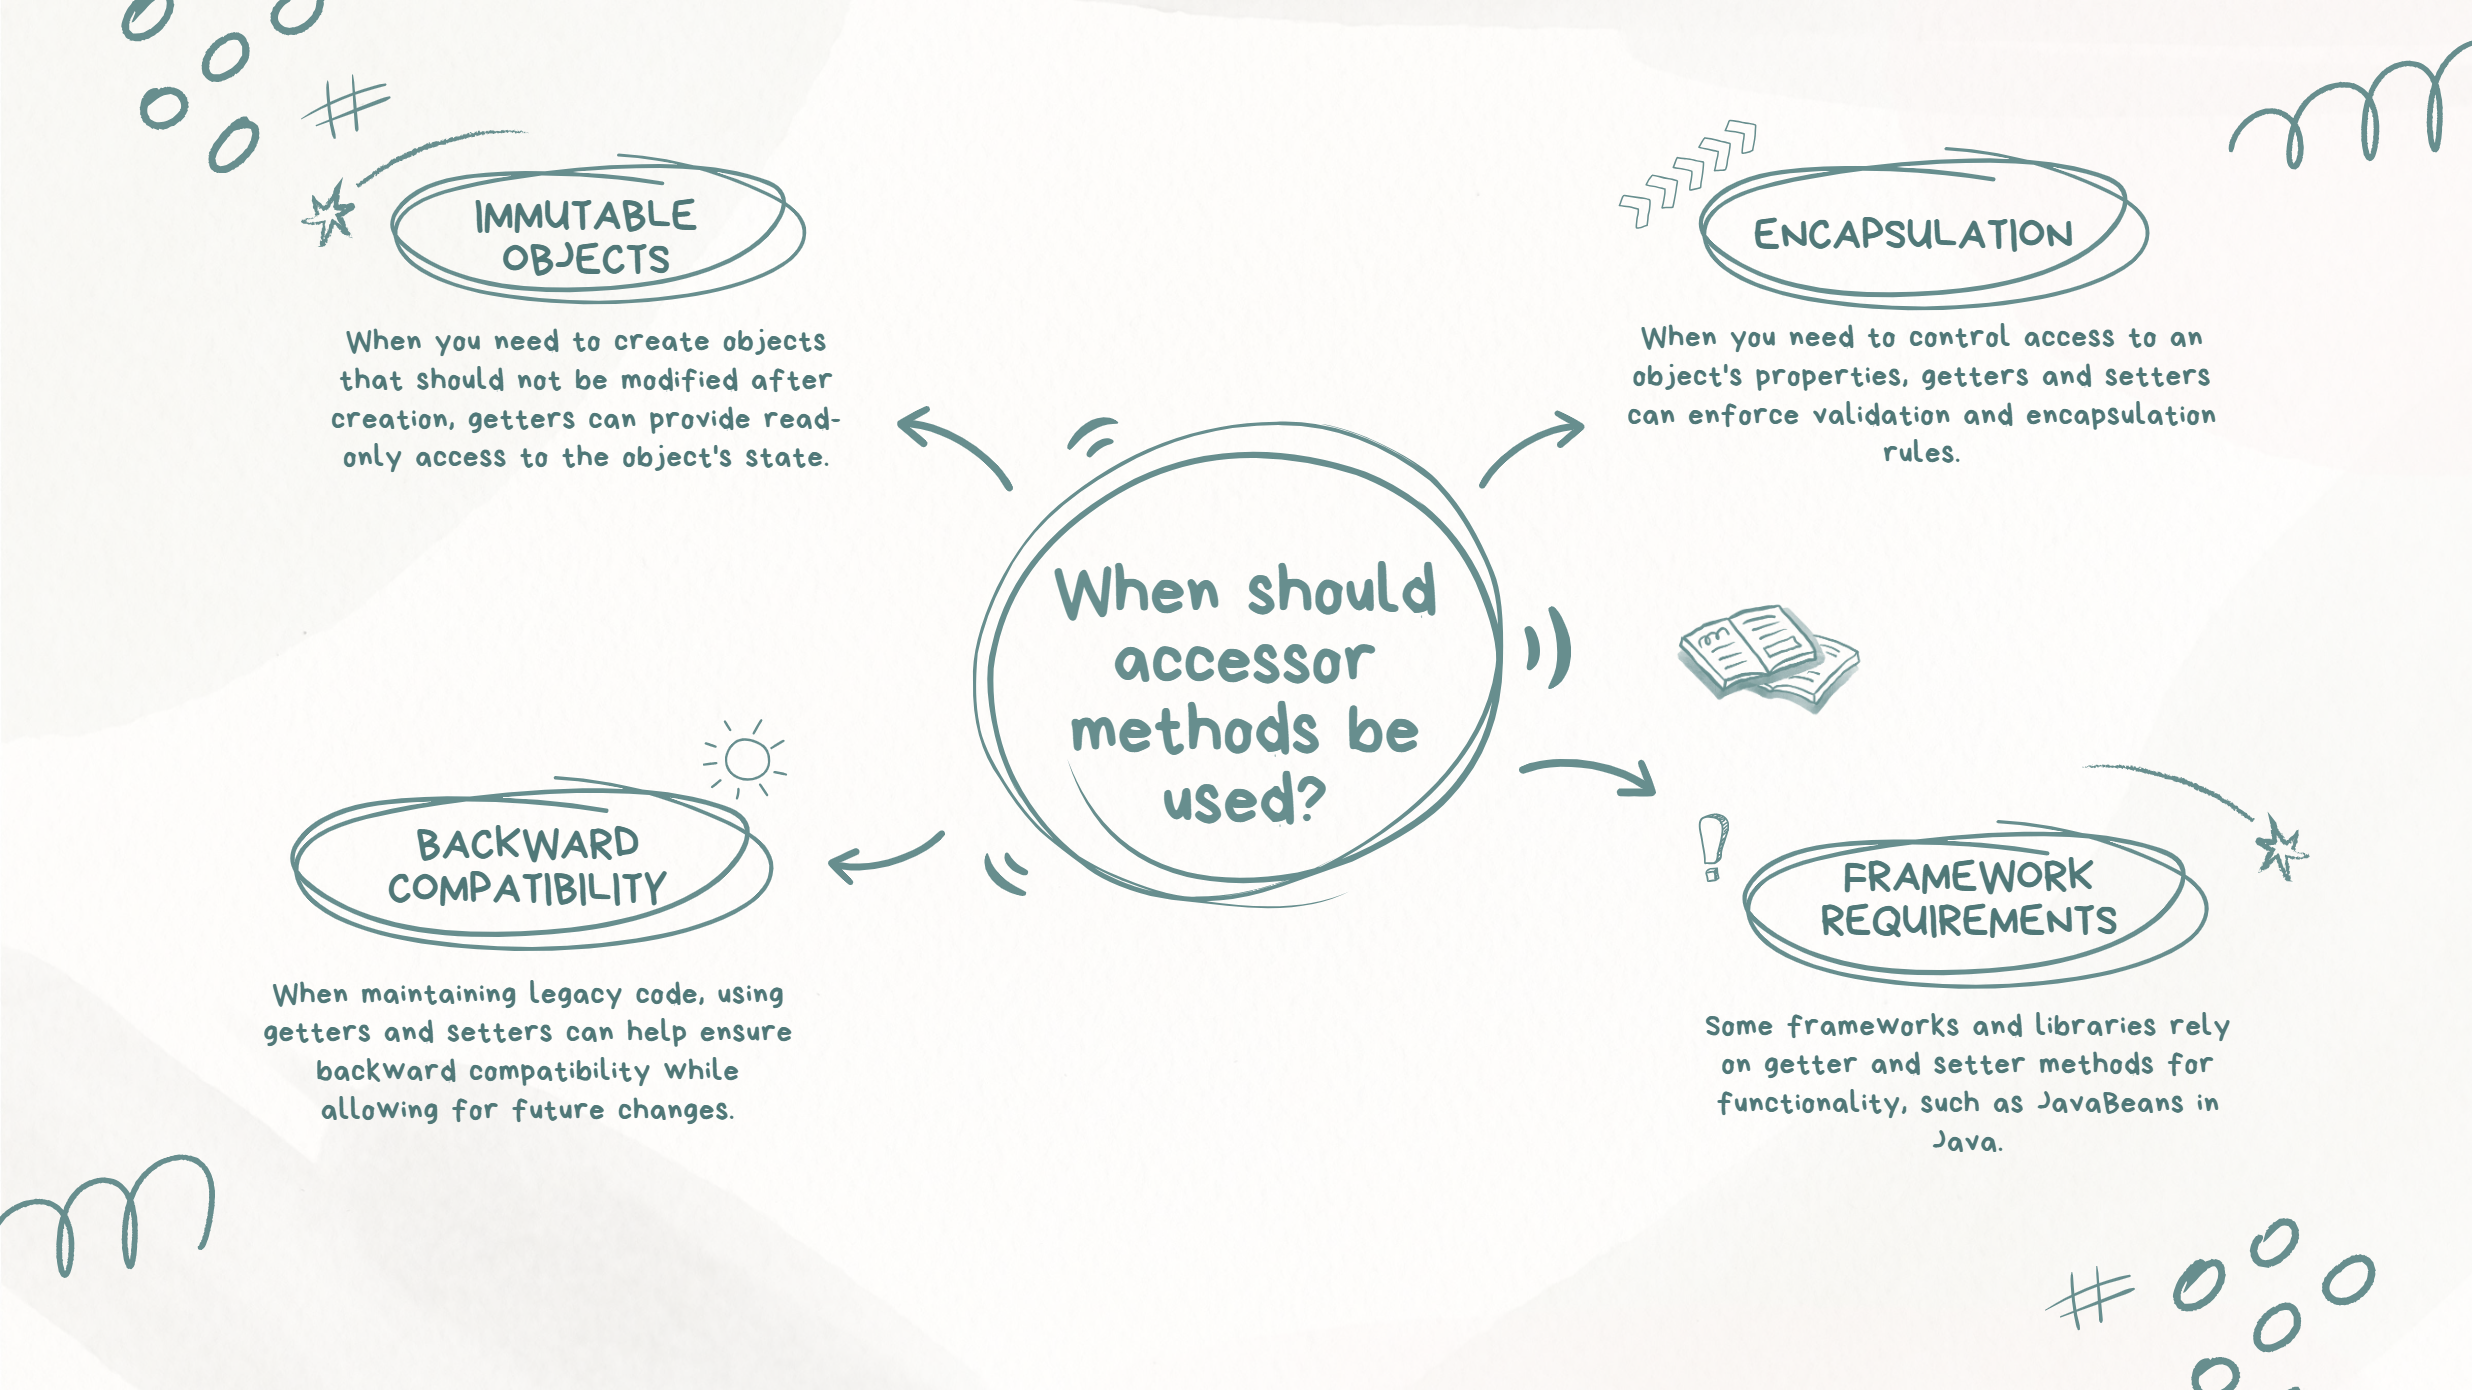 IMMUTABLE
OBJECTS
When you need to create objects
that should not be modified after
creation, getters can provide read-
only access to the object's state.
ENCAPSULATION
When you need to control access to an
object's properties, getters and setters
can enforce validation and encapsulation
rules.
When should
accessor
methods be
used?
BACKWARD
COMPATIBILITY
When maintaining legacy code, using
getters and setters can help ensure
backward compatibility while
allowing for future changes.
FRAMEWORK
REQUIREMENTS
Some frameworks and libraries rely
on getter and setter methods for
functionality, such as JavaBeans in
Java.